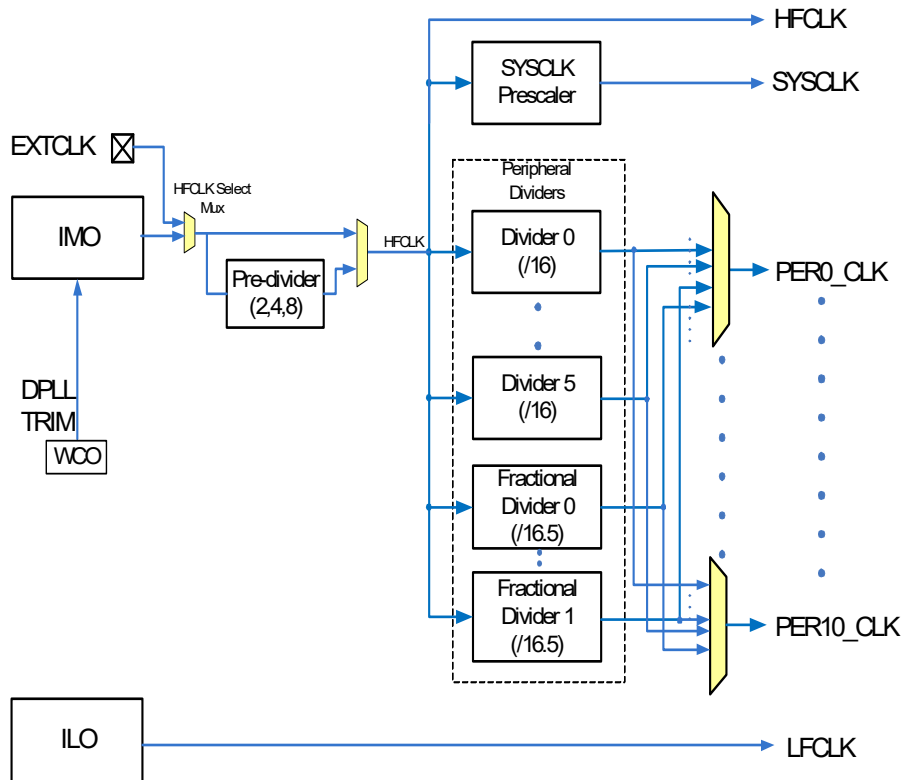 HFCLK
SYSCLK
Prescaler
SYSCLK
EXTCLK
HFCLK Select
Mux
IMO
Pre-divider
(2,4,8)
HFCLK
Peripheral
Dividers
Divider 0
(/16)
PER0_CLK
DPLL
TRIM
WCO
Divider 5
(/16)
Fractional
Divider 0
(/16.5)
Fractional
Divider 1
(/16.5)
PER10_CLK
ILO
LFCLK